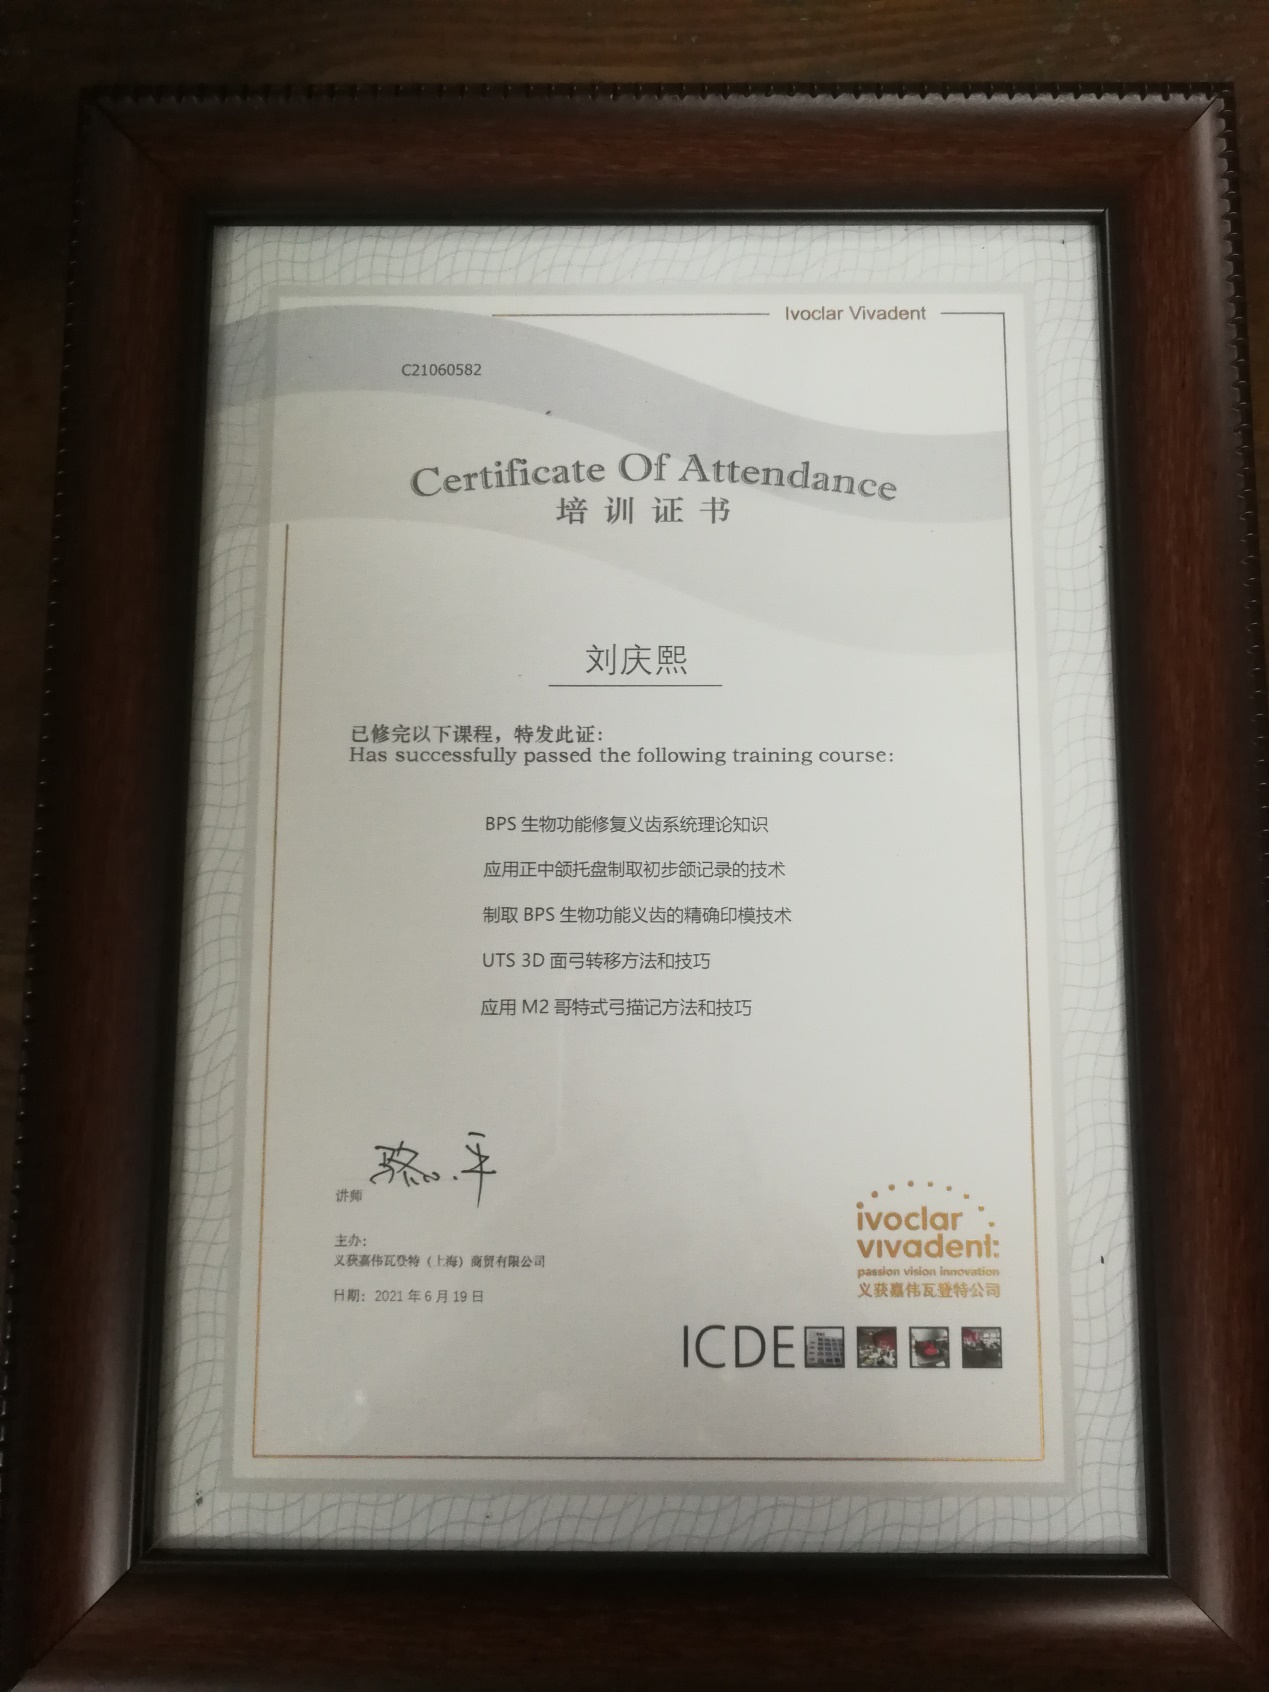 Ivoclar Vivadent
C21060582
Certificate Of Attendance
培训证书
刘庆熙
已修完以下课程，特发此证：
Has successfully passed the following training course:
BPS 生物功能修复义齿系统理论知识
应用正中颌托盘制取初步颌记录的技术
制取 BPS 生物功能义齿的精确印模技术
UTS 3D 面弓转移方法和技巧
应用 M2 哥特式弓描记方法和技巧
讲师
主办：
义获嘉伟瓦登特（上海）商贸有限公司
日期：2021 年 6 月 19 日
ivoclar
vivadent:
passion vision innovation
义获嘉伟瓦登特公司
ICDE